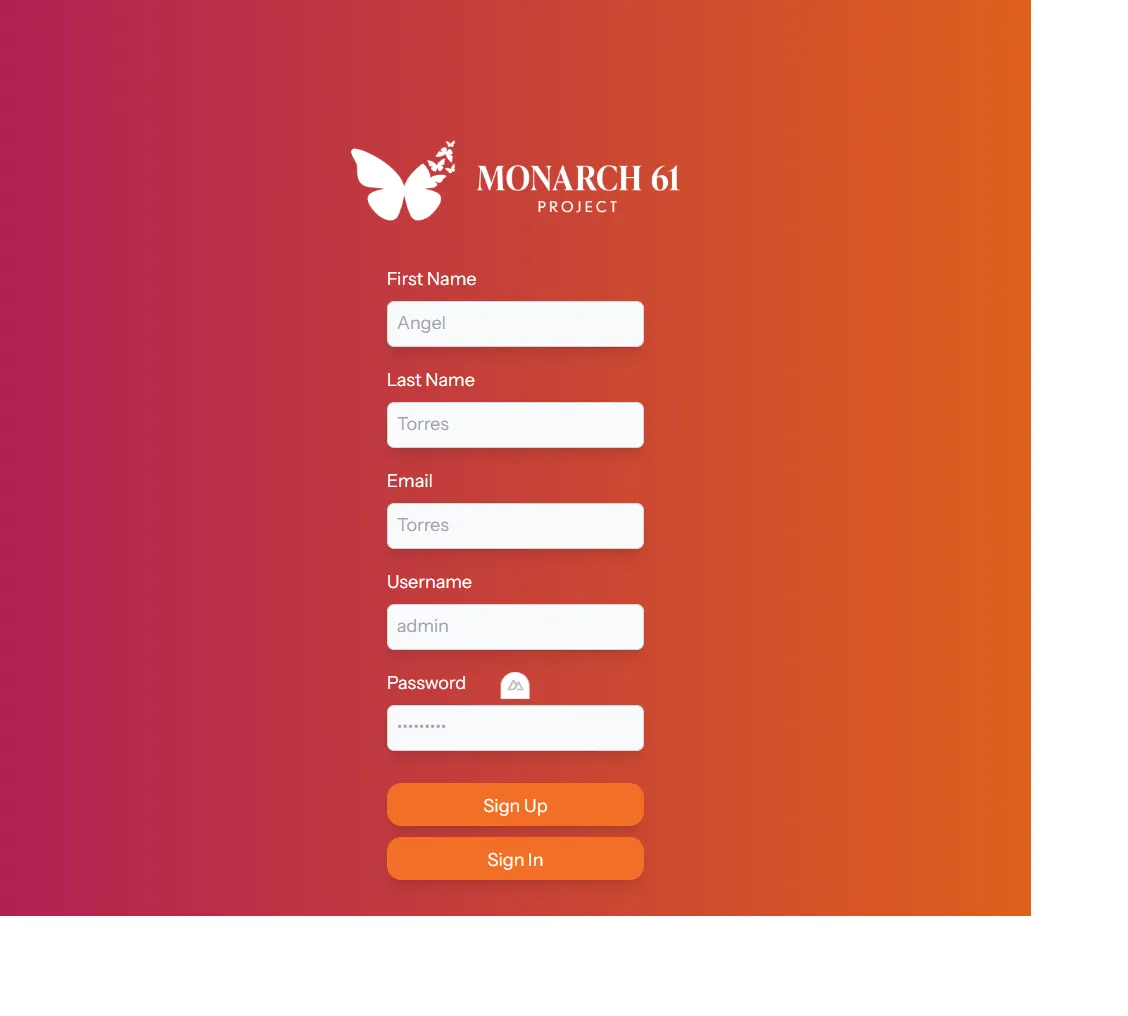 MONARCH 61
PROJECT
First Name
Angel
Last Name
Torres
Email
Torres
Username
admin
Password
•••••••••
Sign Up
Sign In